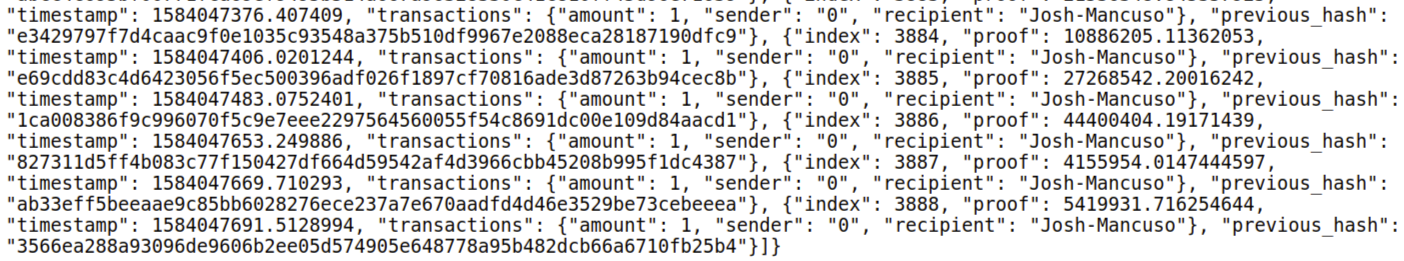 "timestamp": 1584047376.407409, "transactions": {"amount": 1, "sender": "0", "recipient": "Josh-Mancuso"}, "previous_hash":
"e3429797f7d4caac9f0e1035c93548a375b510df9967e2088eca28187190dfc9"}, {"index": 3884, "proof": 10886205.11362053,
"timestamp": 1584047406.0201244, "transactions": {"amount": 1, "sender": "0", "recipient": "Josh-Mancuso"}, "previous_hash":
"e69cdd83c4d6423056f5ec500396adf026f1897cf70816ade3d87263b94cec8b"}, {"index": 3885, "proof": 27268542.20016242,
"timestamp": 1584047483.0752401, "transactions": {"amount": 1, "sender": "0", "recipient": "Josh-Mancuso"}, "previous_hash":
"1ca008386f9c996070f5c9e7eee2297564560055f54c8691dc00e109d84aacd1"}, {"index": 3886, "proof": 44400404.19171439,
"timestamp": 1584047653.249886, "transactions": {"amount": 1, "sender": "0", "recipient": "Josh-Mancuso"}, "previous_hash":
"827311d5ff4b083c77f150427df664d59542af4d3966cbb45208b995f1dc4387"}, {"index": 3887, "proof": 4155954.0147444597,
"timestamp": 1584047669.710293, "transactions": {"amount": 1, "sender": "0", "recipient": "Josh-Mancuso"}, "previous_hash":
"ab33eff5beeaae9c85bb6028276ece237a7e670aadfd4d46e3529be73cebeeea"}, {"index": 3888, "proof": 5419931.716254644,
"timestamp": 1584047691.5128994, "transactions": {"amount": 1, "sender": "0", "recipient": "Josh-Mancuso"}, "previous_hash":
"3566ea288a93096de9606b2ee05d574905e648778a95b482dcb66a6710fb25b4"}]}